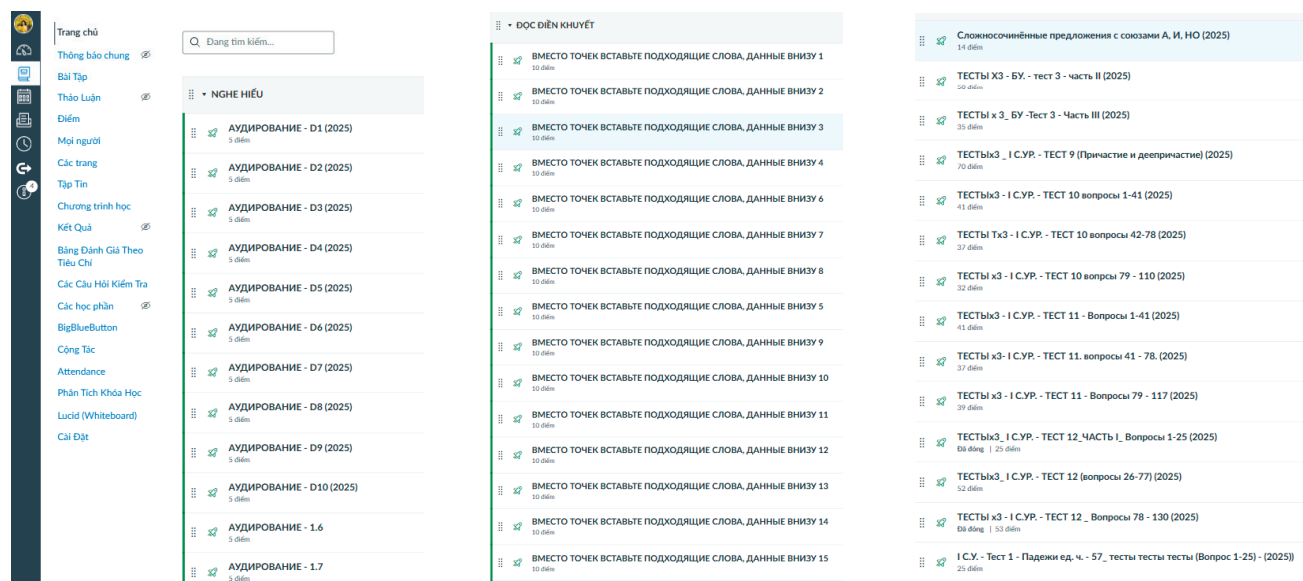 Trang chủ
Thông báo chung
Bài Tập
Thảo Luận
Điểm
Mọi người
Các trang
Tập Tin
Chương trình học
Kết Quả
Bảng Đánh Giá Theo
Tiêu Chí
Các Câu Hỏi Kiểm Tra
Các học phần
BigBlueButton
Cộng Tác
Attendance
Phân Tích Khóa Học
Lucid (Whiteboard)
Cài Đặt
4
Đang tìm kiếm...
NGHE HIỂU
АУДИРОВАНИЕ - D1 (2025)
5 điểm
АУДИРОВАНИЕ - D2 (2025)
5 điểm
АУДИРОВАНИЕ - D3 (2025)
5 điểm
АУДИРОВАНИЕ - D4 (2025)
5 điểm
АУДИРОВАНИЕ - D5 (2025)
5 điểm
АУДИРОВАНИЕ - D6 (2025)
5 điểm
АУДИРОВАНИЕ - D7 (2025)
5 điểm
АУДИРОВАНИЕ - D8 (2025)
5 điểm
АУДИРОВАНИЕ - D9 (2025)
5 điểm
АУДИРОВАНИЕ - D10 (2025)
5 điểm
АУДИРОВАНИЕ - 1.6
5 điểm
АУДИРОВАНИЕ - 1.7
5 điểm
ĐỌC ĐIỀN KHUYẾT
ВМЕСТО ТОЧЕК ВСТАВЬТЕ ПОДХОДЯЩИЕ СЛОВА, ДАННЫЕ ВНИЗУ 1
10 điểm
ВМЕСТО ТОЧЕК ВСТАВЬТЕ ПОДХОДЯЩИЕ СЛОВА, ДАННЫЕ ВНИЗУ 2
10 điểm
ВМЕСТО ТОЧЕК ВСТАВЬТЕ ПОДХОДЯЩИЕ СЛОВА, ДАННЫЕ ВНИЗУ 3
10 điểm
ВМЕСТО ТОЧЕК ВСТАВЬТЕ ПОДХОДЯЩИЕ СЛОВА, ДАННЫЕ ВНИЗУ 4
10 điểm
ВМЕСТО ТОЧЕК ВСТАВЬТЕ ПОДХОДЯЩИЕ СЛОВА, ДАННЫЕ ВНИЗУ 6
10 điểm
ВМЕСТО ТОЧЕК ВСТАВЬТЕ ПОДХОДЯЩИЕ СЛОВА, ДАННЫЕ ВНИЗУ 7
10 điểm
ВМЕСТО ТОЧЕК ВСТАВЬТЕ ПОДХОДЯЩИЕ СЛОВА, ДАННЫЕ ВНИЗУ 8
10 điểm
ВМЕСТО ТОЧЕК ВСТАВЬТЕ ПОДХОДЯЩИЕ СЛОВА, ДАННЫЕ ВНИЗУ 5
10 điểm
ВМЕСТО ТОЧЕК ВСТАВЬТЕ ПОДХОДЯЩИЕ СЛОВА, ДАННЫЕ ВНИЗУ 9
10 điểm
ВМЕСТО ТОЧЕК ВСТАВЬТЕ ПОДХОДЯЩИЕ СЛОВА, ДАННЫЕ ВНИЗУ 10
10 điểm
ВМЕСТО ТОЧЕК ВСТАВЬТЕ ПОДХОДЯЩИЕ СЛОВА, ДАННЫЕ ВНИЗУ 11
10 điểm
ВМЕСТО ТОЧЕК ВСТАВЬТЕ ПОДХОДЯЩИЕ СЛОВА, ДАННЫЕ ВНИЗУ 12
10 điểm
ВМЕСТО ТОЧЕК ВСТАВЬТЕ ПОДХОДЯЩИЕ СЛОВА, ДАННЫЕ ВНИЗУ 13
10 điểm
ВМЕСТО ТОЧЕК ВСТАВЬТЕ ПОДХОДЯЩИЕ СЛОВА, ДАННЫЕ ВНИЗУ 14
10 điểm
ВМЕСТО ТОЧЕК ВСТАВЬТЕ ПОДХОДЯЩИЕ СЛОВА, ДАННЫЕ ВНИЗУ 15
10 điểm
Сложносочинённые предложения с союзами А, И, НО (2025)
14 điểm
ТЕСТЫ X3 - БУ. - тест 3 - часть II (2025)
50 điểm
ТЕСТЫ x 3_ БУ -Тест 3 - Часть III (2025)
35 điểm
ТЕСТЫx3 _ I С.УР. - ТЕСТ 9 (Причастие и деепричастие) (2025)
70 điểm
ТЕСТЫx3 - I С.УР. - ТЕСТ 10 вопросы 1-41 (2025)
41 điểm
ТЕСТЫ Тx3 - I С.УР. - ТЕСТ 10 вопросы 42-78 (2025)
37 điểm
ТЕСТЫ x3 - I С.УР. - ТЕСТ 10 вопрсы 79 - 110 (2025)
32 điểm
ТЕСТЫx3 - I С.УР. - ТЕСТ 11 - Вопросы 1-41 (2025)
41 điểm
ТЕСТЫ x3- I С.УР. - ТЕСТ 11. вопросы 41 - 78. (2025)
37 điểm
ТЕСТЫ x3 - I С.УР. - ТЕСТ 11 - Вопросы 79 - 117 (2025)
39 điểm
ТЕСТЫx3_ I С.УР. - ТЕСТ 12_ЧАСТЬ I_ Вопросы 1-25 (2025)
Đã đóng | 25 điểm
ТЕСТЫx3_ I С.УР. - ТЕСТ 12 (вопросы 26-77) (2025)
52 điểm
ТЕСТЫ x3 - I С.УР. - ТЕСТ 12 _ Вопросы 78 - 130 (2025)
Đã đóng | 53 điểm
I С.У. - Тест 1 - Падежи ед. ч. - 57_ тесты тесты тесты (Вопрос 1-25) - (2025))
25 điểm